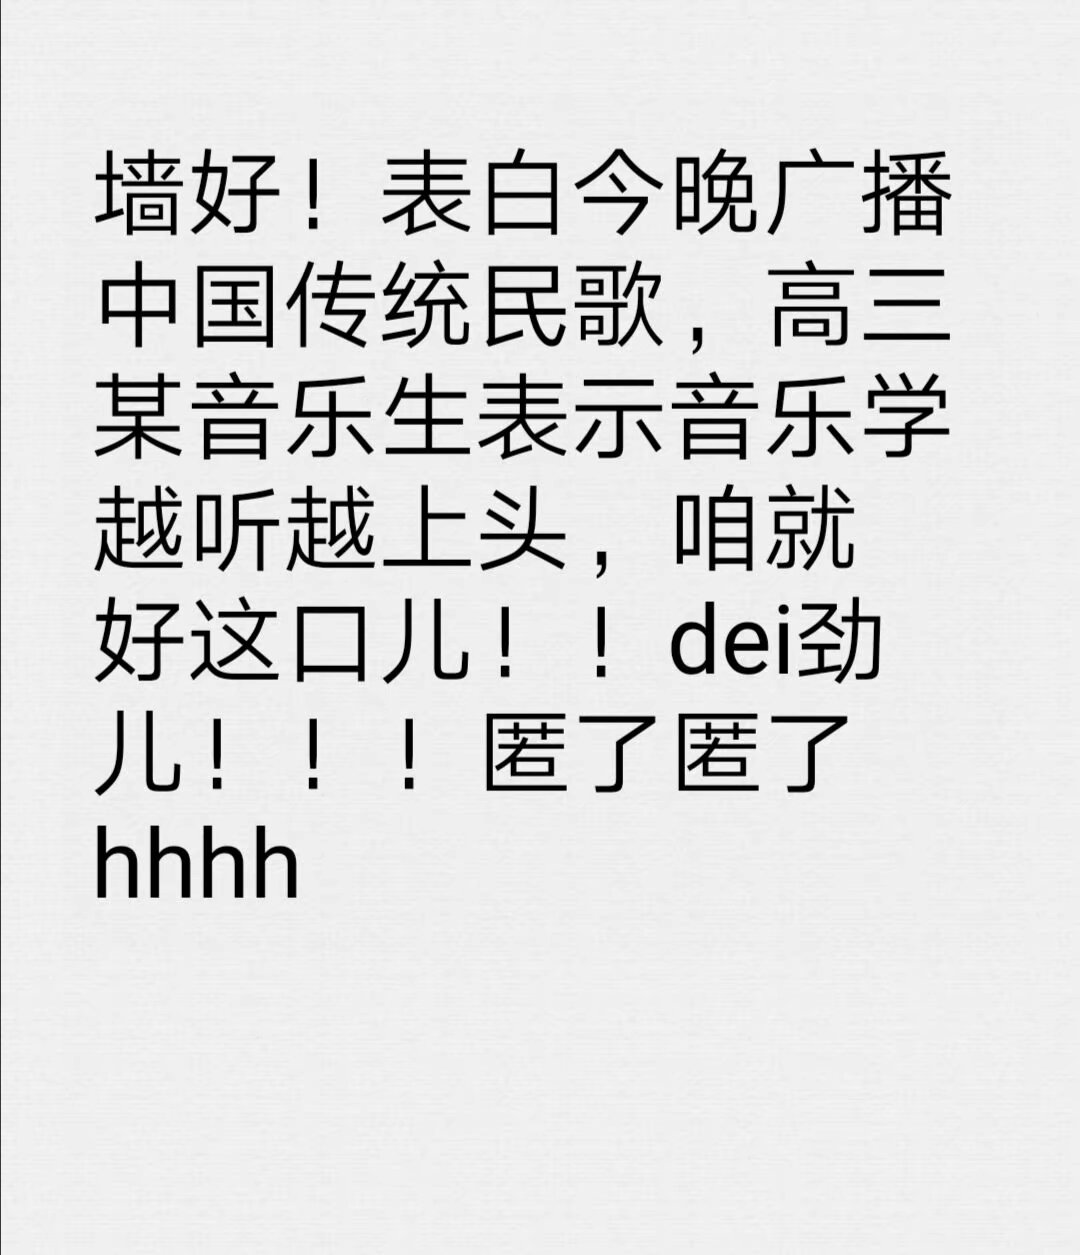 墙好！表白今晚广播
中国传统民歌，高三
某音乐生表示音乐学
越听越上头，咱就
好这口儿！！dei劲
儿！！！匿了匿了
hhhh